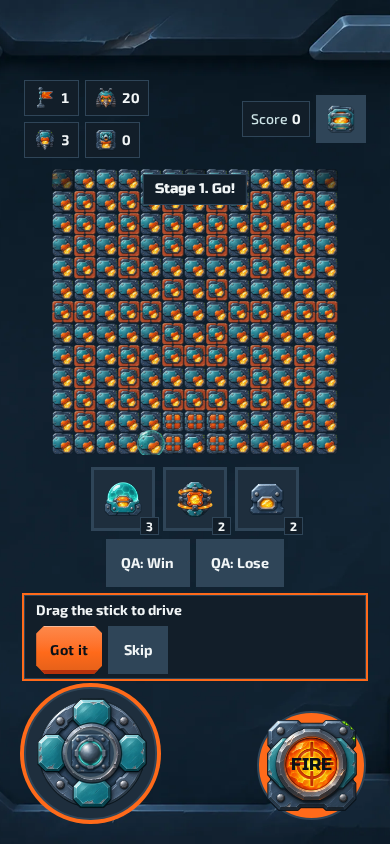 1
20
3
0
Score 0
Stage 1. Go!
3
2
2
QA: Win
QA: Lose
Drag the stick to drive
Got it
Skip
FIRE